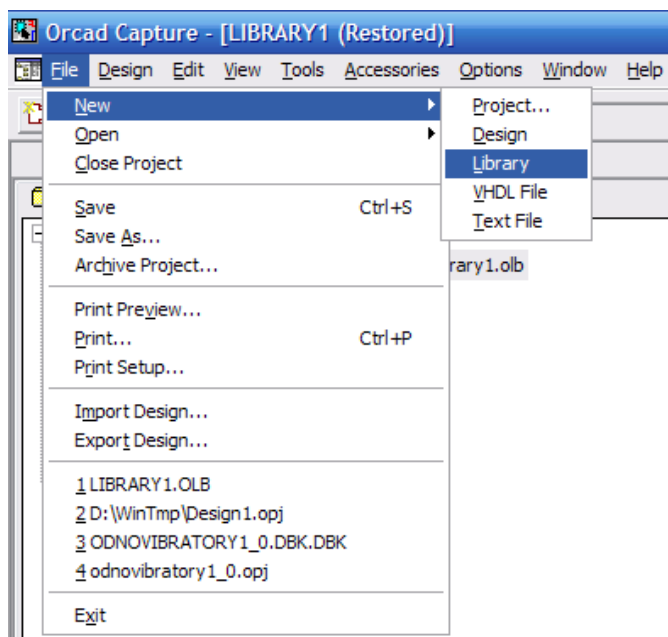 Orcad Capture - [LIBRARY1 (Restored)]
File Design Edit View Tools Accessories Options Window Help
New
Project...
Open
Design
Close Project
Library
VHDL File
Save Ctrl+S
Text File
Save As...
Archive Project...
rary1.olb
Print Preview...
Print... Ctrl+P
Print Setup...
Import Design...
Export Design...
1 LIBRARY1.OLB
2 D:\WinTmp\Design1.opj
3 ODNOVIBRATORY1_0.DBK.DBK
4 odnovibratory1_0.opj
Exit